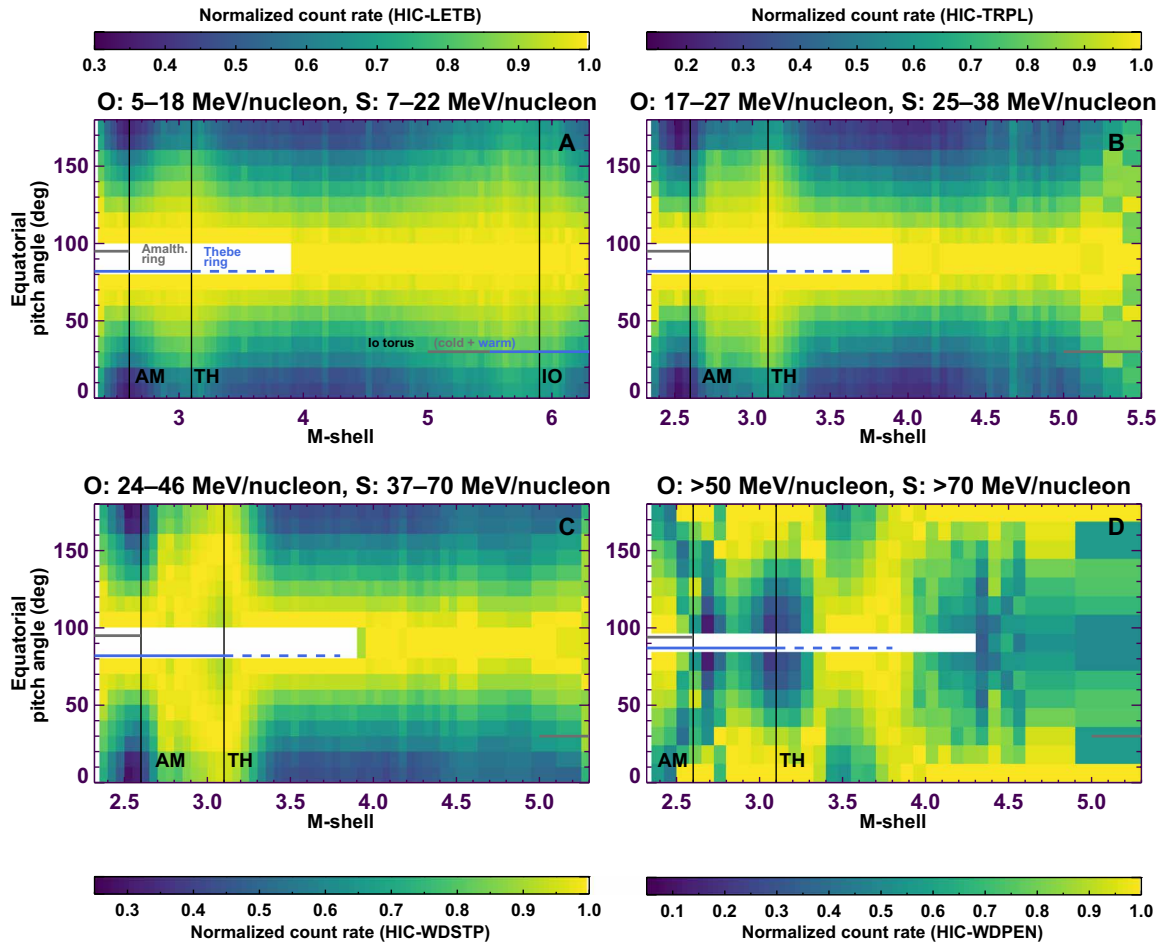 Normalized count rate (HIC-LETB)
0.3 0.4 0.5 0.6 0.7 0.8 0.9 1.0
Normalized count rate (HIC-TRPL)
0.2 0.3 0.4 0.5 0.6 0.7 0.8 0.9 1.0
O: 5–18 MeV/nucleon, S: 7–22 MeV/nucleon
A
Equatorial
pitch angle (deg)
150
100
50
0
Amalth.
ring
Thebe
ring
Io torus (cold + warm)
AM TH IO
3 4 5 6
M-shell
O: 17–27 MeV/nucleon, S: 25–38 MeV/nucleon
B
150
100
50
0
AM TH
2.5 3.0 3.5 4.0 4.5 5.0 5.5
M-shell
O: 24–46 MeV/nucleon, S: 37–70 MeV/nucleon
C
Equatorial
pitch angle (deg)
150
100
50
0
AM TH
2.5 3.0 3.5 4.0 4.5 5.0
M-shell
O: >50 MeV/nucleon, S: >70 MeV/nucleon
D
150
100
50
0
AM TH
2.5 3.0 3.5 4.0 4.5 5.0
M-shell
0.3 0.4 0.5 0.6 0.7 0.8 0.9 1.0
Normalized count rate (HIC-WDSTP)
0.1 0.2 0.3 0.4 0.5 0.6 0.7 0.8 0.9 1.0
Normalized count rate (HIC-WDPEN)